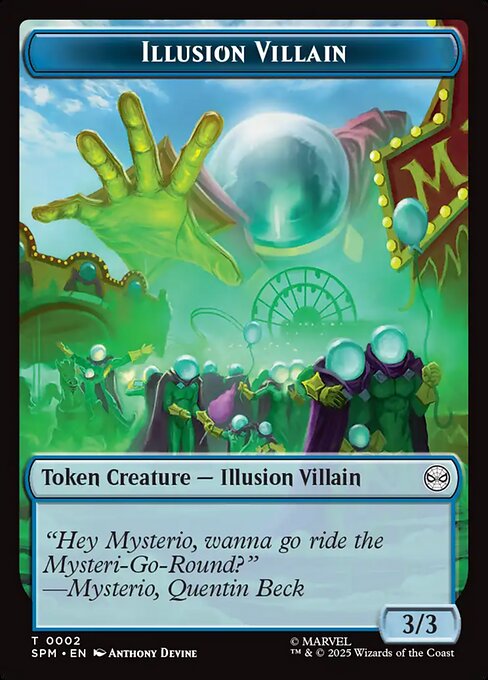 Illusion Villain
M
Token Creature — Illusion Villain
“Hey Mysterio, wanna go ride the
Mysteri-Go-Round?”
—Mysterio, Quentin Beck
3/3
T 0002
SPM • EN Anthony Devine
© MARVEL
™ & © 2025 Wizards of the Coast